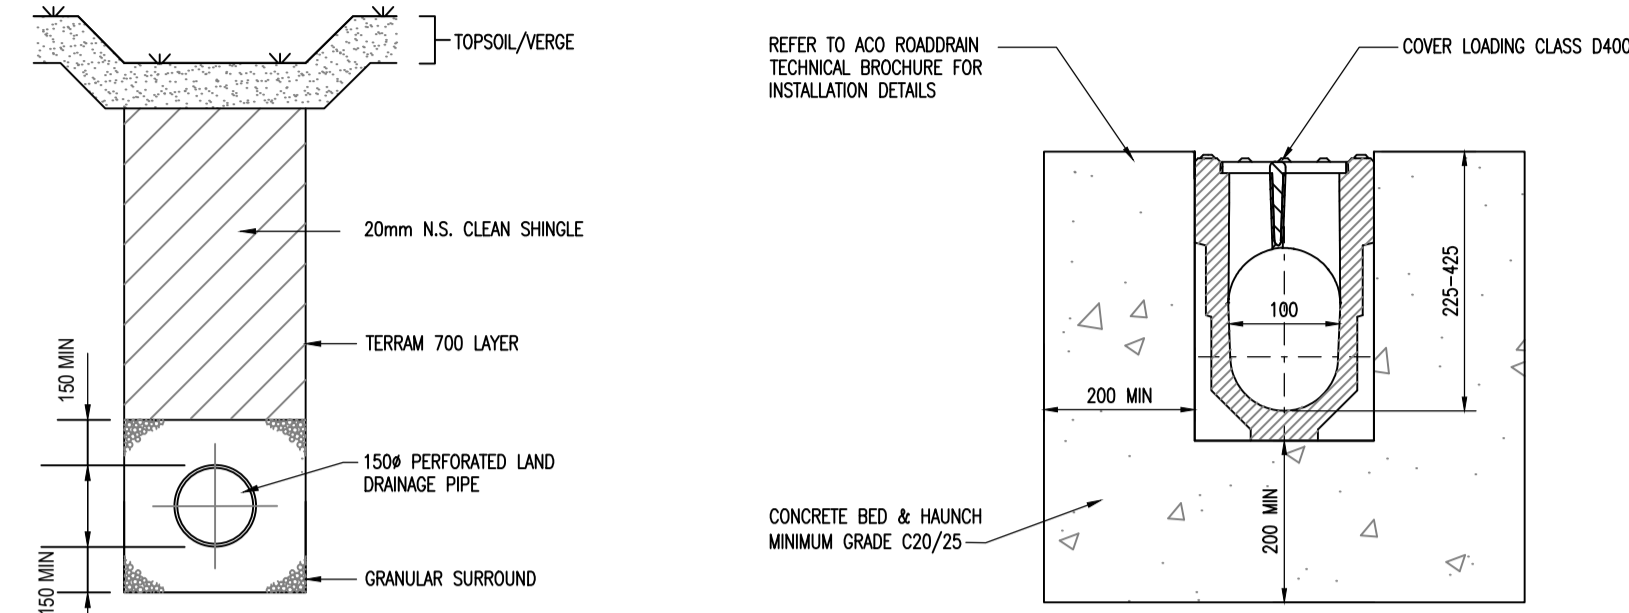 TOPSOIL/VERGE
20mm N.S. CLEAN SHINGLE
TERRAM 700 LAYER
150 MIN
150ø PERFORATED LAND
DRAINAGE PIPE
150 MIN
GRANULAR SURROUND
REFER TO ACO ROADDRAIN
TECHNICAL BROCHURE FOR
INSTALLATION DETAILS
COVER LOADING CLASS D400
225-425
100
200 MIN
CONCRETE BED & HAUNCH
MINIMUM GRADE C20/25
200 MIN